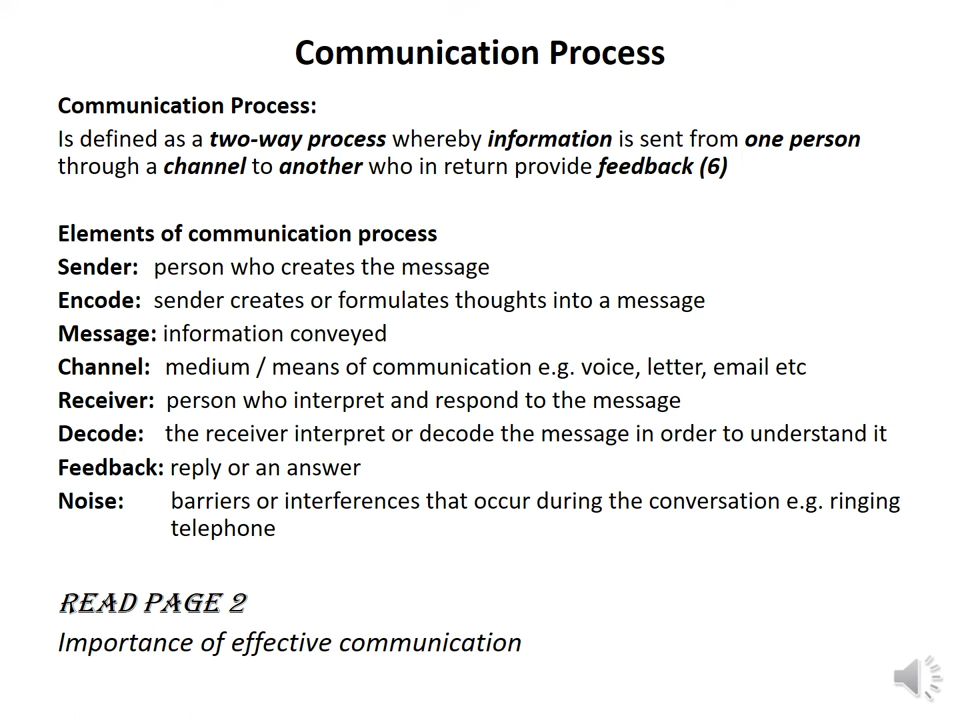 Communication Process
Communication Process:
Is defined as a two-way process whereby information is sent from one person
through a channel to another who in return provide feedback (6)
Elements of communication process
Sender: person who creates the message
Encode: sender creates or formulates thoughts into a message
Message: information conveyed
Channel: medium / means of communication e.g. voice, letter, email etc
Receiver: person who interpret and respond to the message
Decode: the receiver interpret or decode the message in order to understand it
Feedback: reply or an answer
Noise: barriers or interferences that occur during the conversation e.g. ringing
telephone
READ PAGE 2
Importance of effective communication